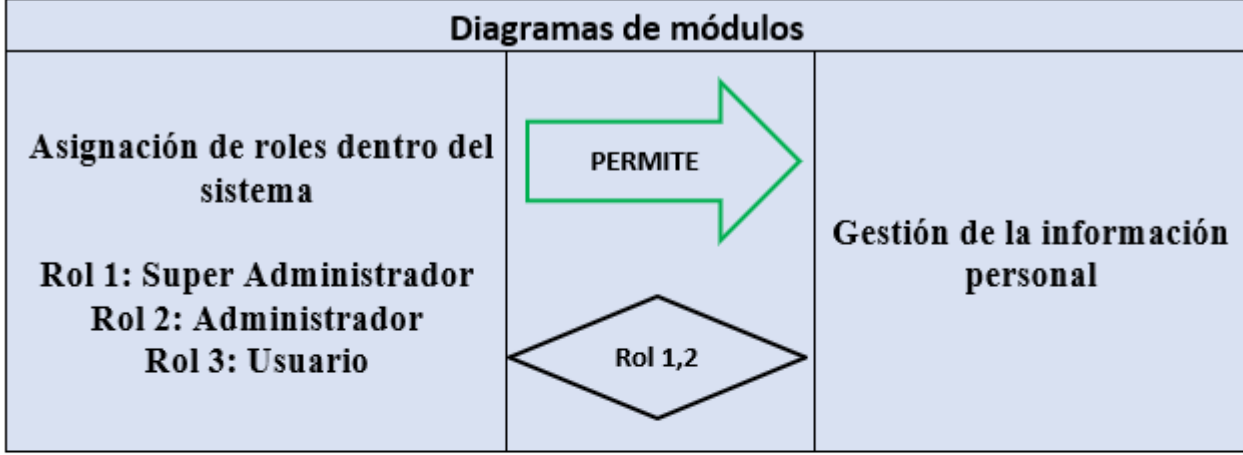 Diagramas de módulos
Asignación de roles dentro del
sistema
Rol 1: Super Administrador
Rol 2: Administrador
Rol 3: Usuario
PERMITE
Rol 1,2
Gestión de la información
personal